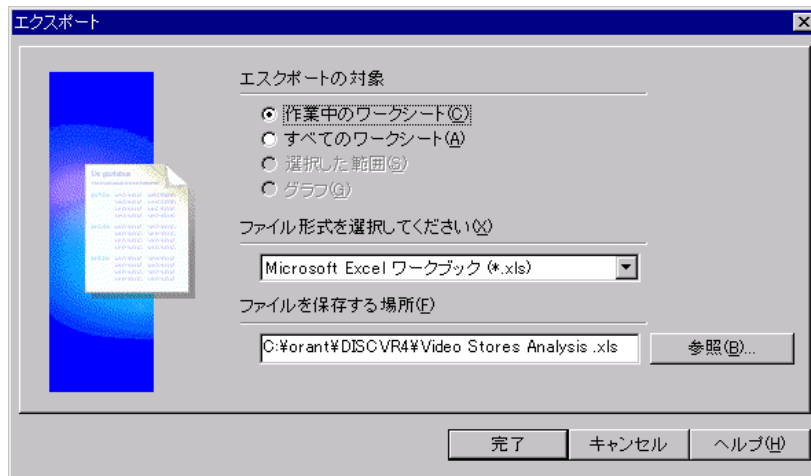 エクスポート
エスクポートの対象
作業中のワークシート(C)
すべてのワークシート(A)
選択した範囲(S)
グラフ(G)
ファイル形式を選択してください(X)
Microsoft Excel ワークブック (*.xls)
ファイルを保存する場所(F)
C:¥orant¥DISCVR4¥Video Stores Analysis .xls
参照(B)...
完了
キャンセル
ヘルプ(H)